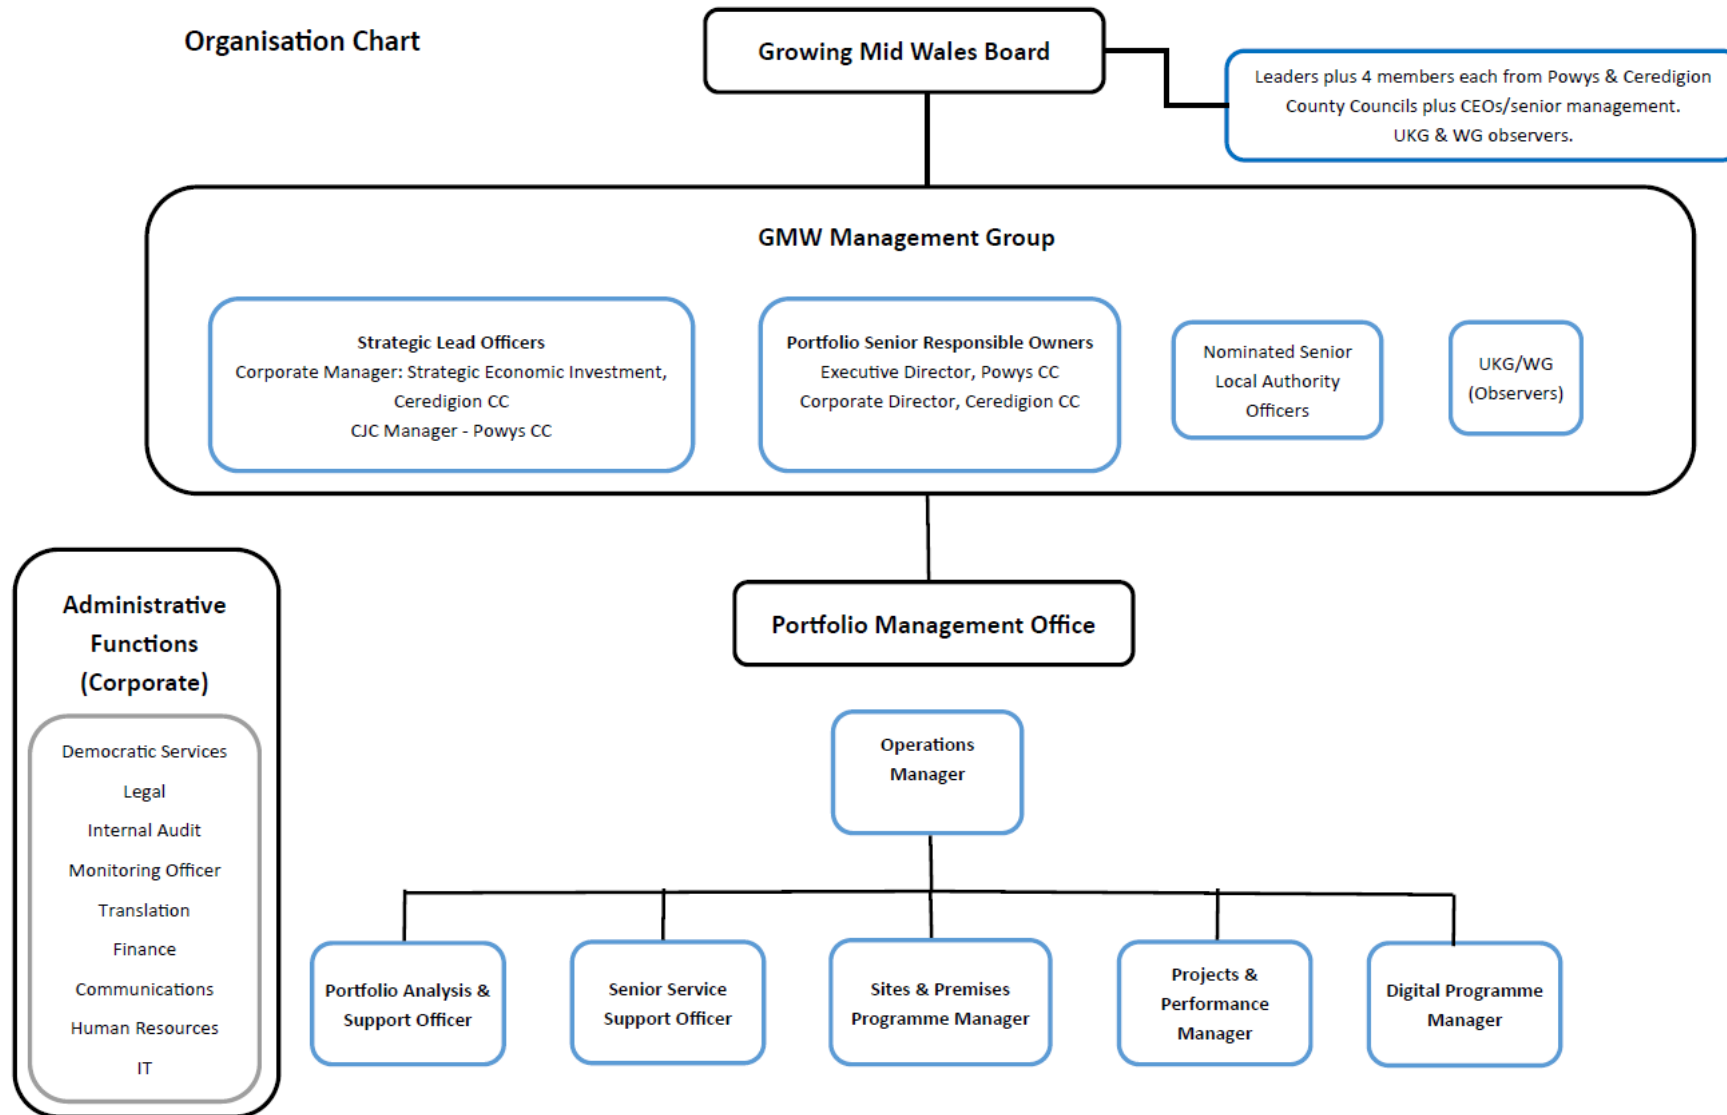 Organisation Chart
Growing Mid Wales Board
Leaders plus 4 members each from Powys & Ceredigion
County Councils plus CEOs/senior management.
UKG & WG observers.
GMW Management Group
Strategic Lead Officers
Corporate Manager: Strategic Economic Investment,
Ceredigion CC
CJC Manager - Powys CC
Portfolio Senior Responsible Owners
Executive Director, Powys CC
Corporate Director, Ceredigion CC
Nominated Senior
Local Authority
Officers
UKG/WG
(Observers)
Administrative
Functions
(Corporate)
Democratic Services
Legal
Internal Audit
Monitoring Officer
Translation
Finance
Communications
Human Resources
IT
Portfolio Management Office
Operations
Manager
Portfolio Analysis &
Support Officer
Senior Service
Support Officer
Sites & Premises
Programme Manager
Projects &
Performance
Manager
Digital Programme
Manager